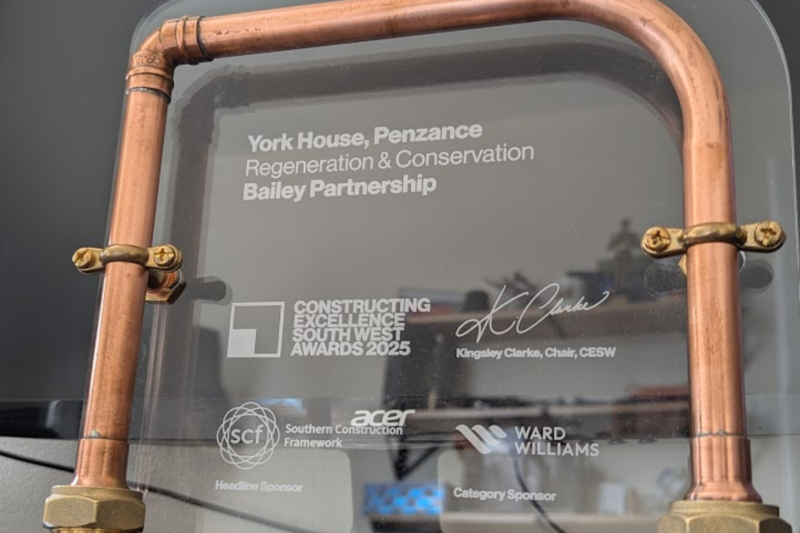 York House, Penzance
Regeneration & Conservation
Bailey Partnership
CONSTRUCTING
EXCELLENCE
SOUTH WEST
AWARDS 2025
K Clarke
Kingsley Clarke, Chair, CESW
scf
Southern Construction
Framework
acer
WARD
WILLIAMS
Headline Sponsor
Category Sponsor